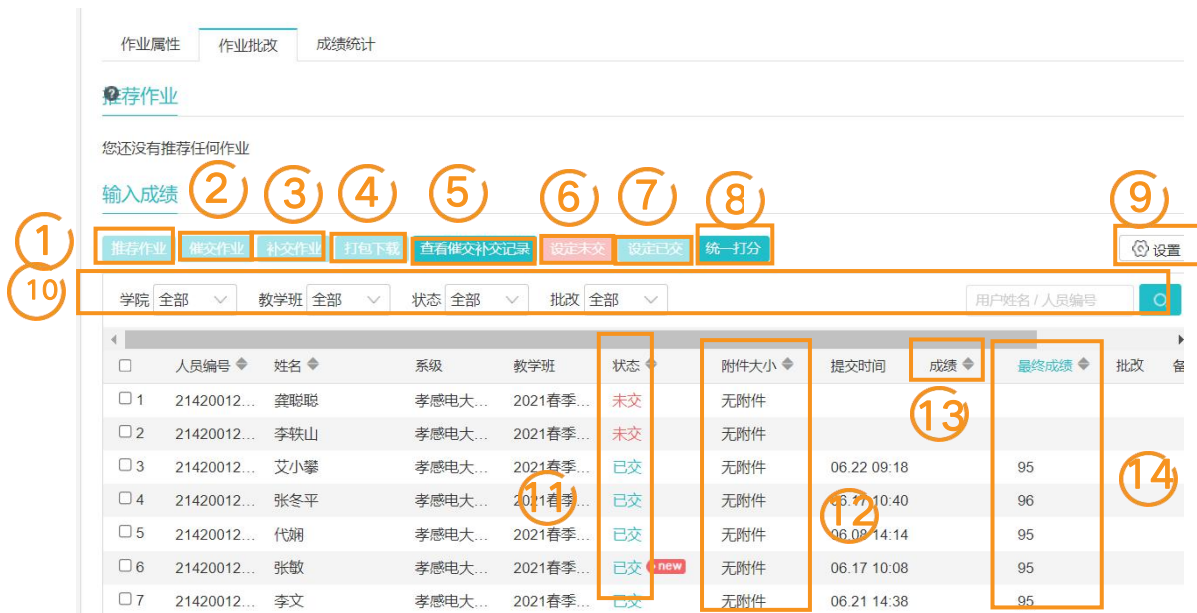 作业属性 作业批改 成绩统计
推荐作业
您还没有推荐任何作业
输入成绩 ② ③ ④ ⑤ ⑥ ⑦ ⑧ ⑨
① 推荐作业 催交作业 补交作业 打包下载 查看催交补交记录 设定未交 设定已交 统一打分 设置
⑩ 学院 全部 教学班 全部 状态 全部 批改 全部 用户姓名 / 人员编号
人员编号 姓名 系级 教学班 状态 附件大小 提交时间 成绩 最终成绩 批改 备
1 21420012... 龚聪聪 孝感电大... 2021春季... 未交 无附件 ⑬
2 21420012... 李轶山 孝感电大... 2021春季... 未交 无附件
3 21420012... 艾小攀 孝感电大... 2021春季... 已交 无附件 06.22 09:18 95 ⑭
4 21420012... 张冬平 孝感电大... 2021春季... ⑪ 已交 无附件 06.17 10:40 ⑫ 96
5 21420012... 代娴 孝感电大... 2021春季... 已交 无附件 06.08 14:14 95
6 21420012... 张敏 孝感电大... 2021春季... 已交 new 无附件 06.17 10:08 95
7 21420012... 李文 孝感电大... 2021春季... 已交 无附件 06.21 14:38 95